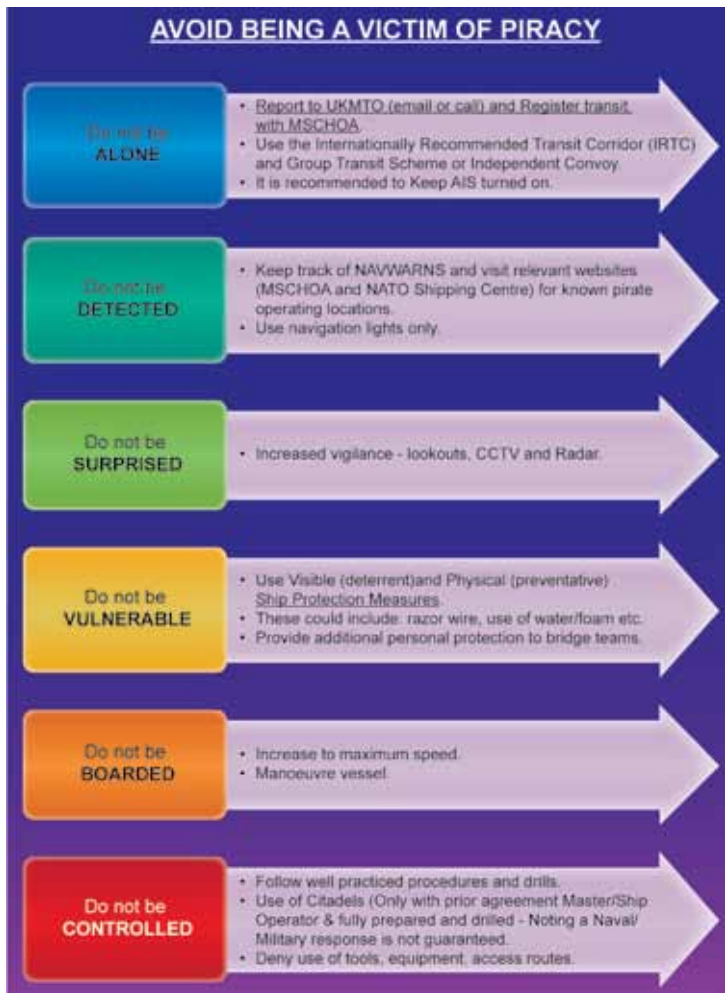 AVOID BEING A VICTIM OF PIRACY
Do not be
ALONE
• Report to UKMTO (email or call) and Register transit
with MSCHOA.
• Use the Internationally Recommended Transit Corridor (IRTC)
and Group Transit Scheme or Independent Convoy.
• It is recommended to Keep AIS turned on.
Do not be
DETECTED
• Keep track of NAVWARNS and visit relevant websites
(MSCHOA and NATO Shipping Centre) for known pirate
operating locations.
• Use navigation lights only.
Do not be
SURPRISED
• Increased vigilance - lookouts, CCTV and Radar.
Do not be
VULNERABLE
• Use Visible (deterrent)and Physical (preventative)
Ship Protection Measures.
• These could include: razor wire, use of water/foam etc.
• Provide additional personal protection to bridge teams.
Do not be
BOARDED
• Increase to maximum speed.
• Manoeuvre vessel.
Do not be
CONTROLLED
• Follow well practiced procedures and drills.
• Use of Citadels (Only with prior agreement Master/Ship
Operator & fully prepared and drilled - Noting a Naval/
Military response is not guaranteed.
• Deny use of tools, equipment, access routes.